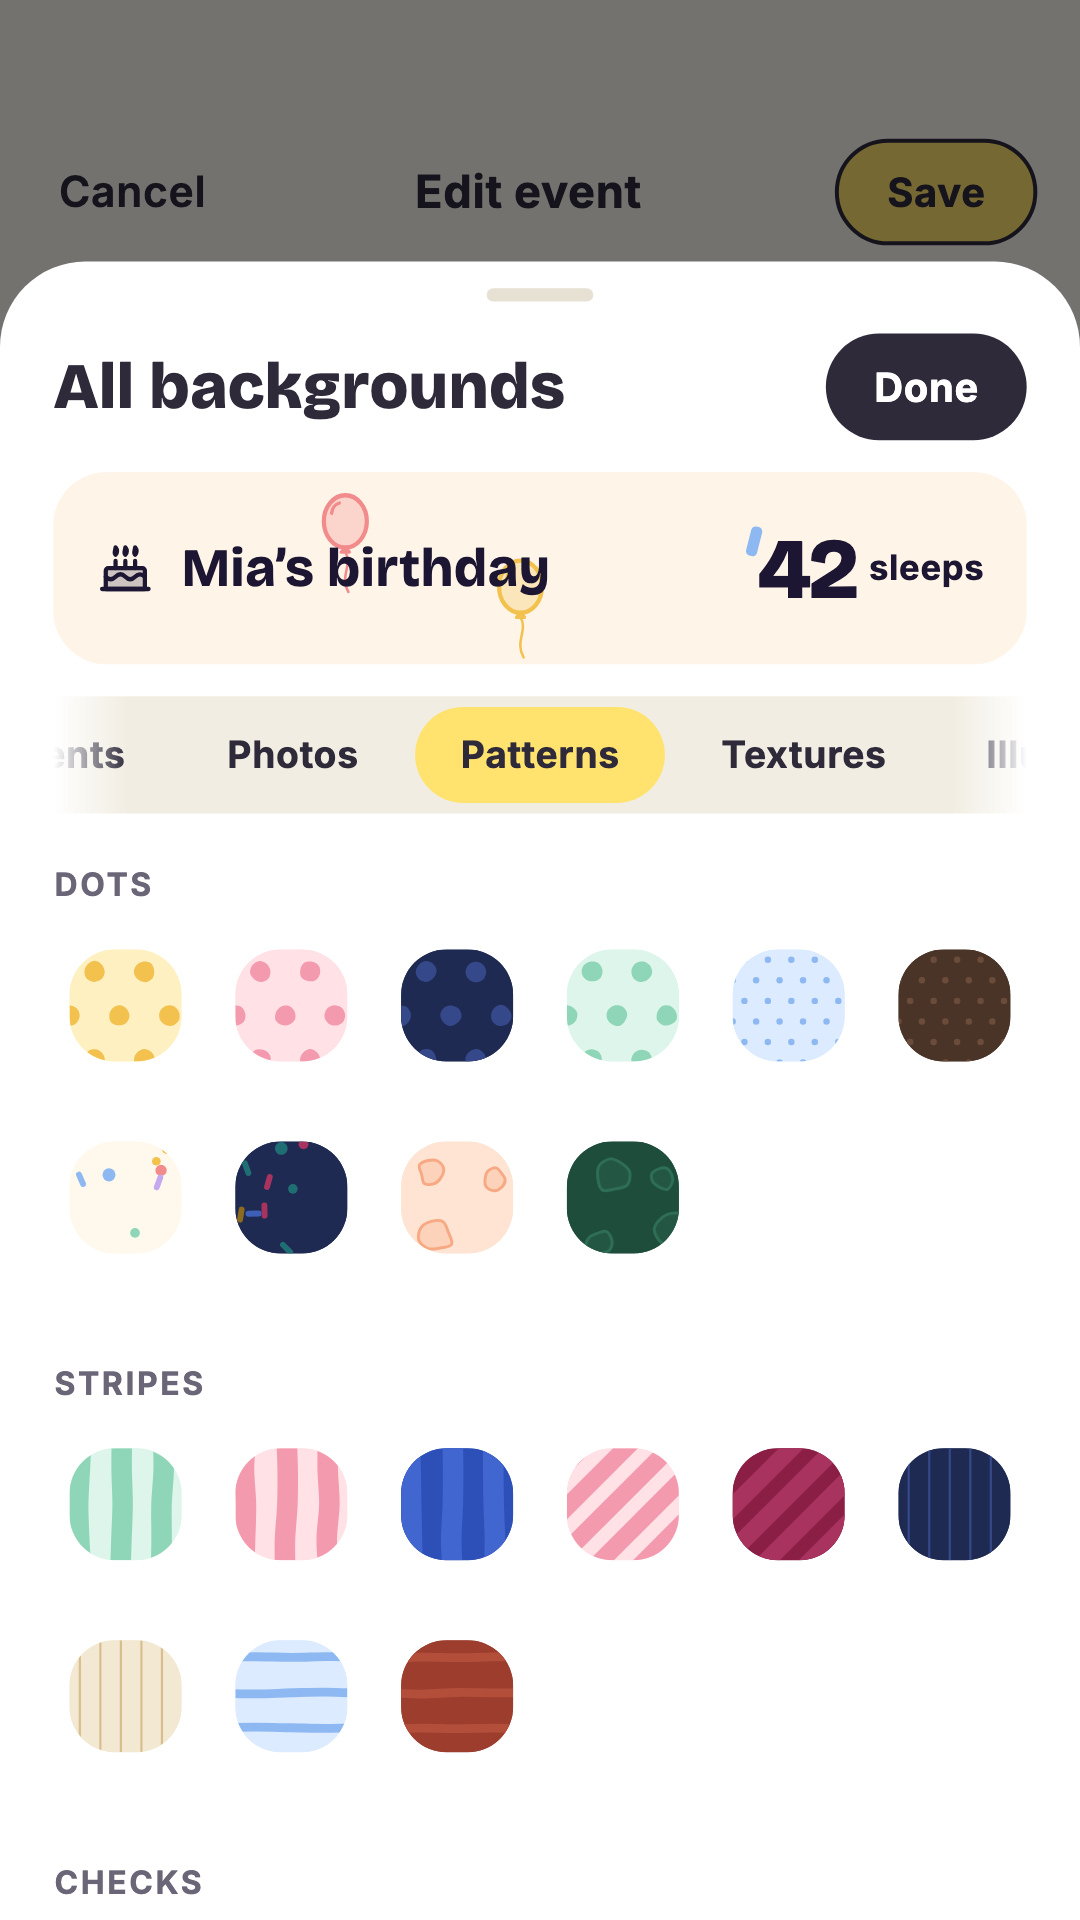 Cancel
Edit event
Save
All backgrounds
Done
Mia's birthday
42 sleeps
Photos
Patterns
Textures
DOTS
STRIPES
CHECKS